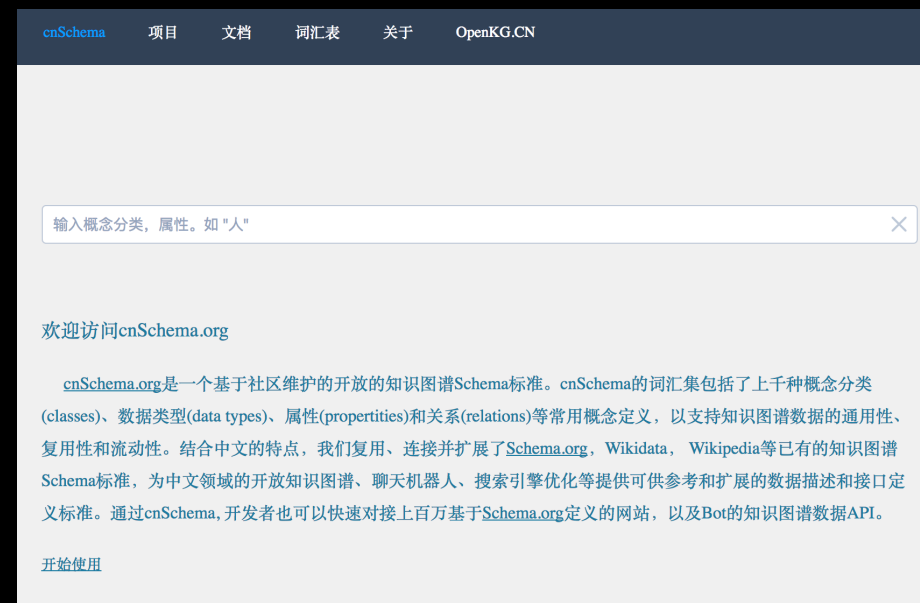 cnSchema 项目 文档 词汇表 关于 OpenKG.CN
输入概念分类，属性。如 "人"
欢迎访问cnSchema.org
cnSchema.org是一个基于社区维护的开放的知识图谱Schema标准。cnSchema的词汇集包括了上千种概念分类
(classes)、数据类型(data types)、属性(propertities)和关系(relations)等常用概念定义，以支持知识图谱数据的通用性、
复用性和流动性。结合中文的特点，我们复用、连接并扩展了Schema.org，Wikidata， Wikipedia等已有的知识图谱
Schema标准，为中文领域的开放知识图谱、聊天机器人、搜索引擎优化等提供可供参考和扩展的数据描述和接口定
义标准。通过cnSchema, 开发者也可以快速对接上百万基于Schema.org定义的网站，以及Bot的知识图谱数据API。
开始使用